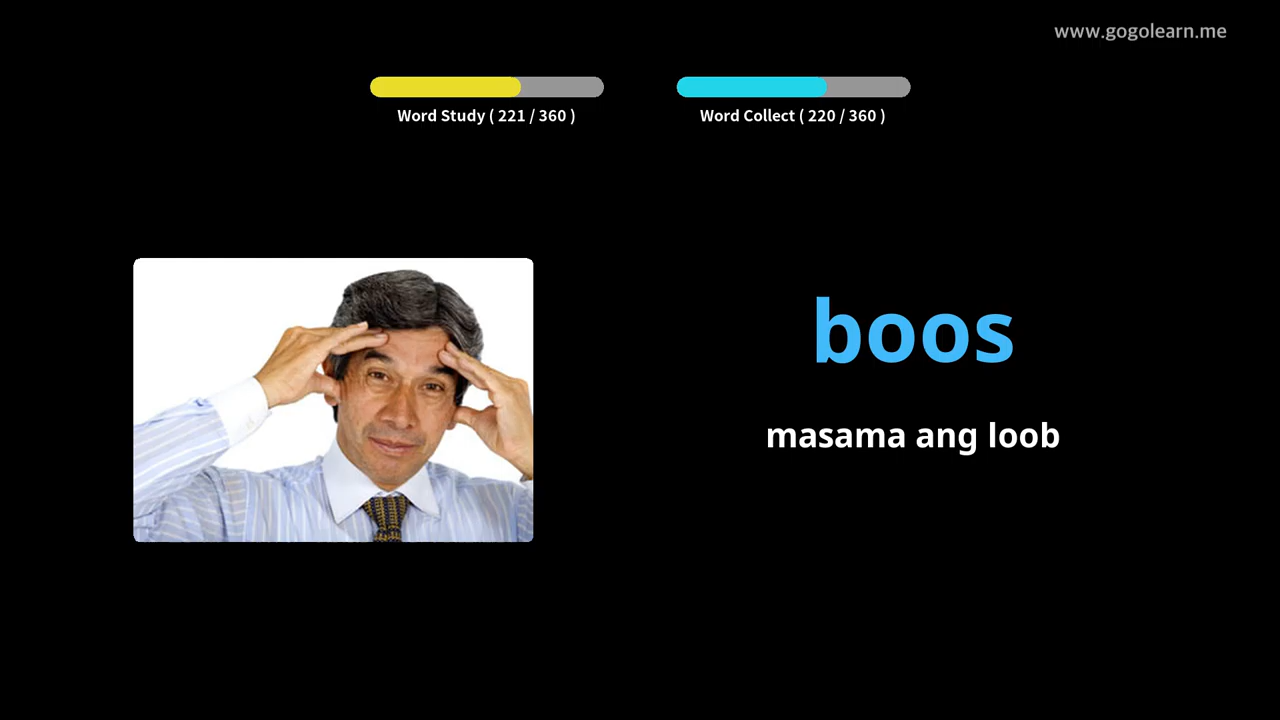 www.gogolearn.me
Word Study ( 221 / 360 )
Word Collect ( 220 / 360 )
boos
masama ang loob